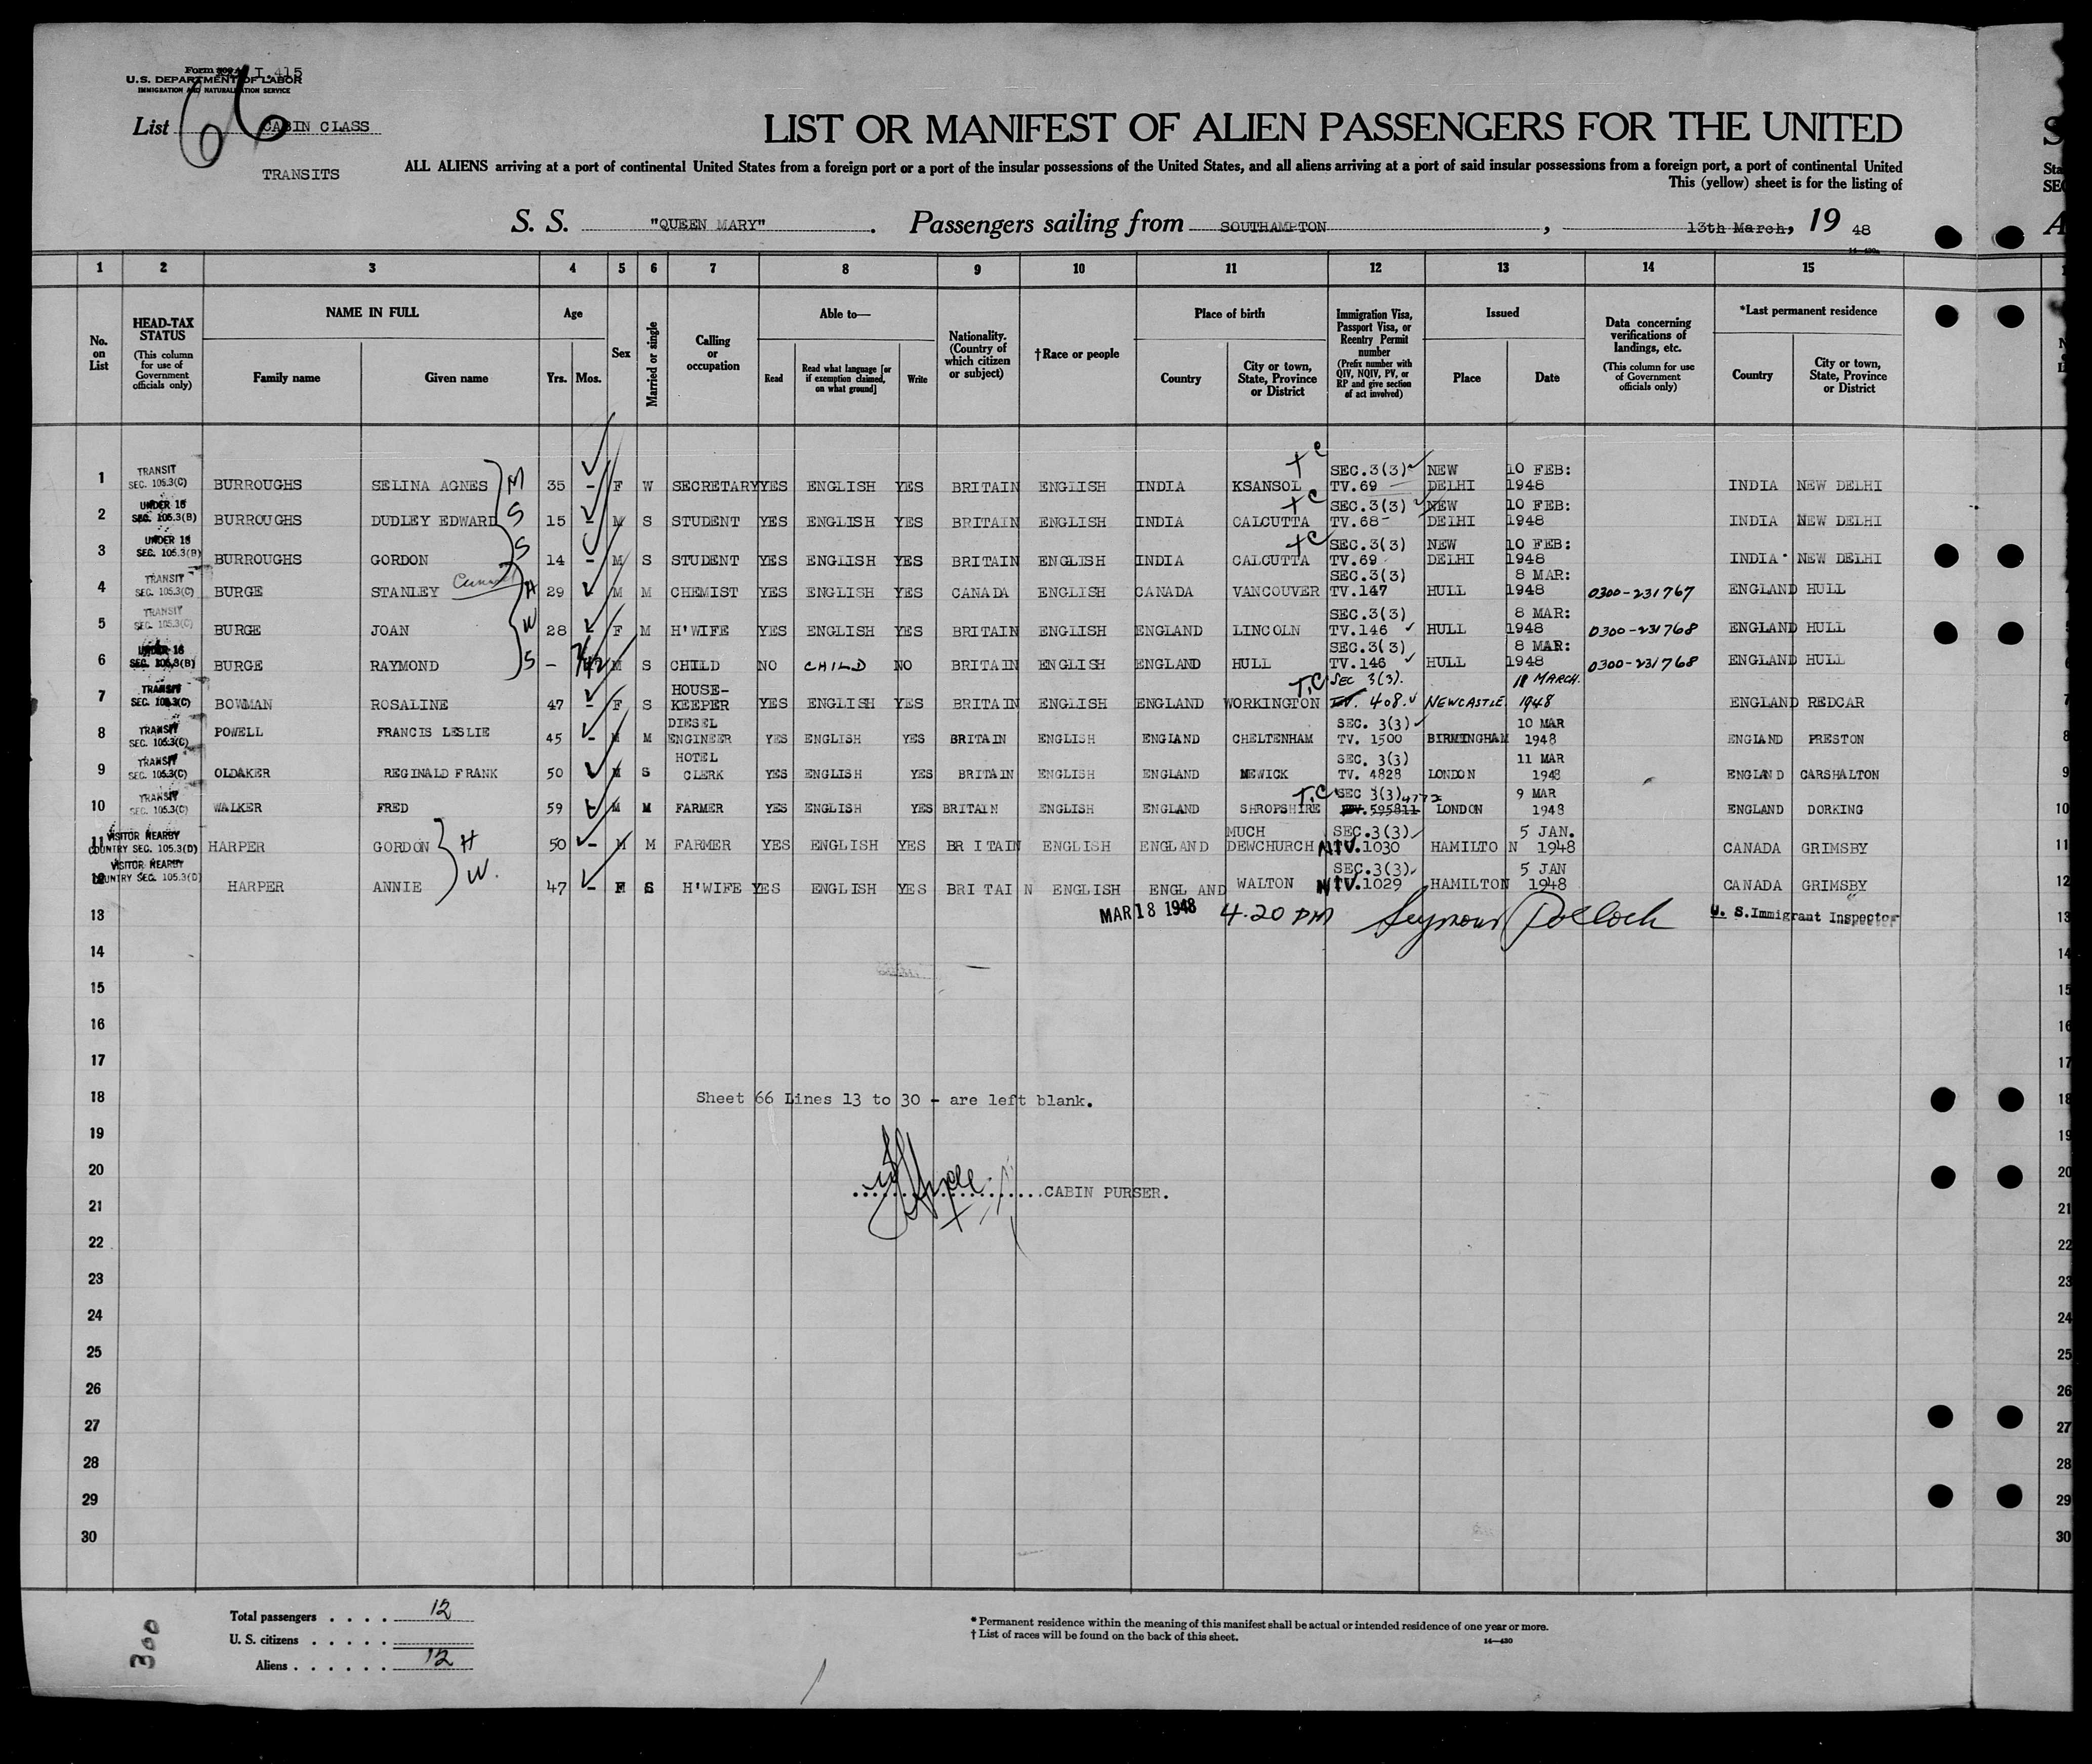 Form I.415
U.S. DEPARTMENT OF LABOR
IMMIGRATION AND NATURALIZATION SERVICE
List 66 CABIN CLASS
TRANSITS
LIST OR MANIFEST OF ALIEN PASSENGERS FOR THE UNITED
ALL ALIENS arriving at a port of continental United States from a foreign port or a port of the insular possessions of the United States, and all aliens arriving at a port of said insular possessions from a foreign port, a port of continental United
This (yellow) sheet is for the listing of
S. S. "QUEEN MARY". Passengers sailing from SOUTHAMPTON, 13th March, 19 48
1 2 3 4 5 6 7 8 9 10 11 12 13 14 15
No. on List
HEAD-TAX STATUS (This column for use of Government officials only)
NAME IN FULL Family name Given name
Age Yrs. Mos.
Sex
Married or single
Calling or occupation
Able to— Read Read what language [or if exemption claimed, on what ground] Write
Nationality. (Country of which citizen or subject)
†Race or people
Place of birth Country City or town, State, Province or District
Immigration Visa, Passport Visa, or Reentry Permit number (Prefix number with QIV, NQIV, PV, or RP and give section of act involved)
Issued Place Date
Data concerning verifications of landings, etc. (This column for use of Government officials only)
*Last permanent residence Country City or town, State, Province or District
1 TRANSIT SEC. 105.3(C) BURROUGHS SELINA AGNES M 35 - F W SECRETARY YES ENGLISH YES BRITAIN ENGLISH INDIA KSANSOL SEC.3(3) TV.69 NEW DELHI 10 FEB: 1948 INDIA NEW DELHI
2 UNDER 16 SEC. 105.3(B) BURROUGHS DUDLEY EDWARD S 15 - M S STUDENT YES ENGLISH YES BRITAIN ENGLISH INDIA CALCUTTA SEC.3(3) TV.68 NEW DELHI 10 FEB: 1948 INDIA NEW DELHI
3 UNDER 16 SEC. 105.3(B) BURROUGHS GORDON S 14 - M S STUDENT YES ENGLISH YES BRITAIN ENGLISH INDIA CALCUTTA SEC.3(3) TV.69 NEW DELHI 10 FEB: 1948 INDIA NEW DELHI
4 TRANSIT SEC. 105.3(C) BURGE STANLEY H 29 M M CHEMIST YES ENGLISH YES CANADA ENGLISH CANADA VANCOUVER SEC.3(3) TV.147 HULL 8 MAR: 1948 0300-231767 ENGLAND HULL
5 TRANSIT SEC. 105.3(C) BURGE JOAN W 28 - F M H'WIFE YES ENGLISH YES BRITAIN ENGLISH ENGLAND LINCOLN SEC.3(3) TV.146 HULL 8 MAR: 1948 0300-231768 ENGLAND HULL
6 UNDER 16 SEC. 105.3(B) BURGE RAYMOND S - M S CHILD NO CHILD NO BRITAIN ENGLISH ENGLAND HULL SEC.3(3) TV.146 HULL 8 MAR: 1948 0300-231768 ENGLAND HULL
7 TRANSIT SEC. 105.3(C) BOWMAN ROSALINE 47 - F S HOUSE-KEEPER YES ENGLISH YES BRITAIN ENGLISH ENGLAND WORKINGTON T.C SEC 3(3). TV. 408. NEWCASTLE 11 MARCH. 1948 ENGLAND REDCAR
8 TRANSIT SEC. 105.3(C) POWELL FRANCIS LESLIE 45 - M M DIESEL ENGINEER YES ENGLISH YES BRITAIN ENGLISH ENGLAND CHELTENHAM SEC. 3(3) TV. 1500 BIRMINGHAM 10 MAR 1948 ENGLAND PRESTON
9 TRANSIT SEC. 105.3(C) OLDAKER REGINALD FRANK 50 M S HOTEL CLERK YES ENGLISH YES BRITAIN ENGLISH ENGLAND NEWICK SEC. 3(3) TV. 4828 LONDON 11 MAR 1948 ENGLAND CARSHALTON
10 TRANSIT SEC. 105.3(C) WALKER FRED 59 M M FARMER YES ENGLISH YES BRITAIN ENGLISH ENGLAND SHROPSHIRE T.C SEC 3(3) 4772 TV.595811 LONDON 9 MAR 1948 ENGLAND DORKING
11 VISITOR NEARBY COUNTRY SEC. 105.3(D) HARPER GORDON H 50 - M M FARMER YES ENGLISH YES BRITAIN ENGLISH ENGLAND MUCH DEWCHURCH SEC.3(3) NTV.1030 HAMILTON 5 JAN. 1948 CANADA GRIMSBY
12 VISITOR NEARBY COUNTRY SEC. 105.3(D) HARPER ANNIE W. 47 - H'WIFE YES ENGLISH YES BRITAIN ENGLISH ENGLAND WALTON SEC.3(3) NTV.1029 HAMILTON 5 JAN 1948 CANADA GRIMSBY
13 MAR 18 1948 4.20 PM Seymour Pollock U. S. Immigrant Inspector
14
15
16
17
18 Sheet 66 Lines 13 to 30 - are left blank.
19
20
CABIN PURSER.
21
22
23
24
25
26
27
28
29
30
300
Total passengers 12
U. S. citizens
Aliens 12
* Permanent residence within the meaning of this manifest shall be actual or intended residence of one year or more.
† List of races will be found on the back of this sheet.
14—430